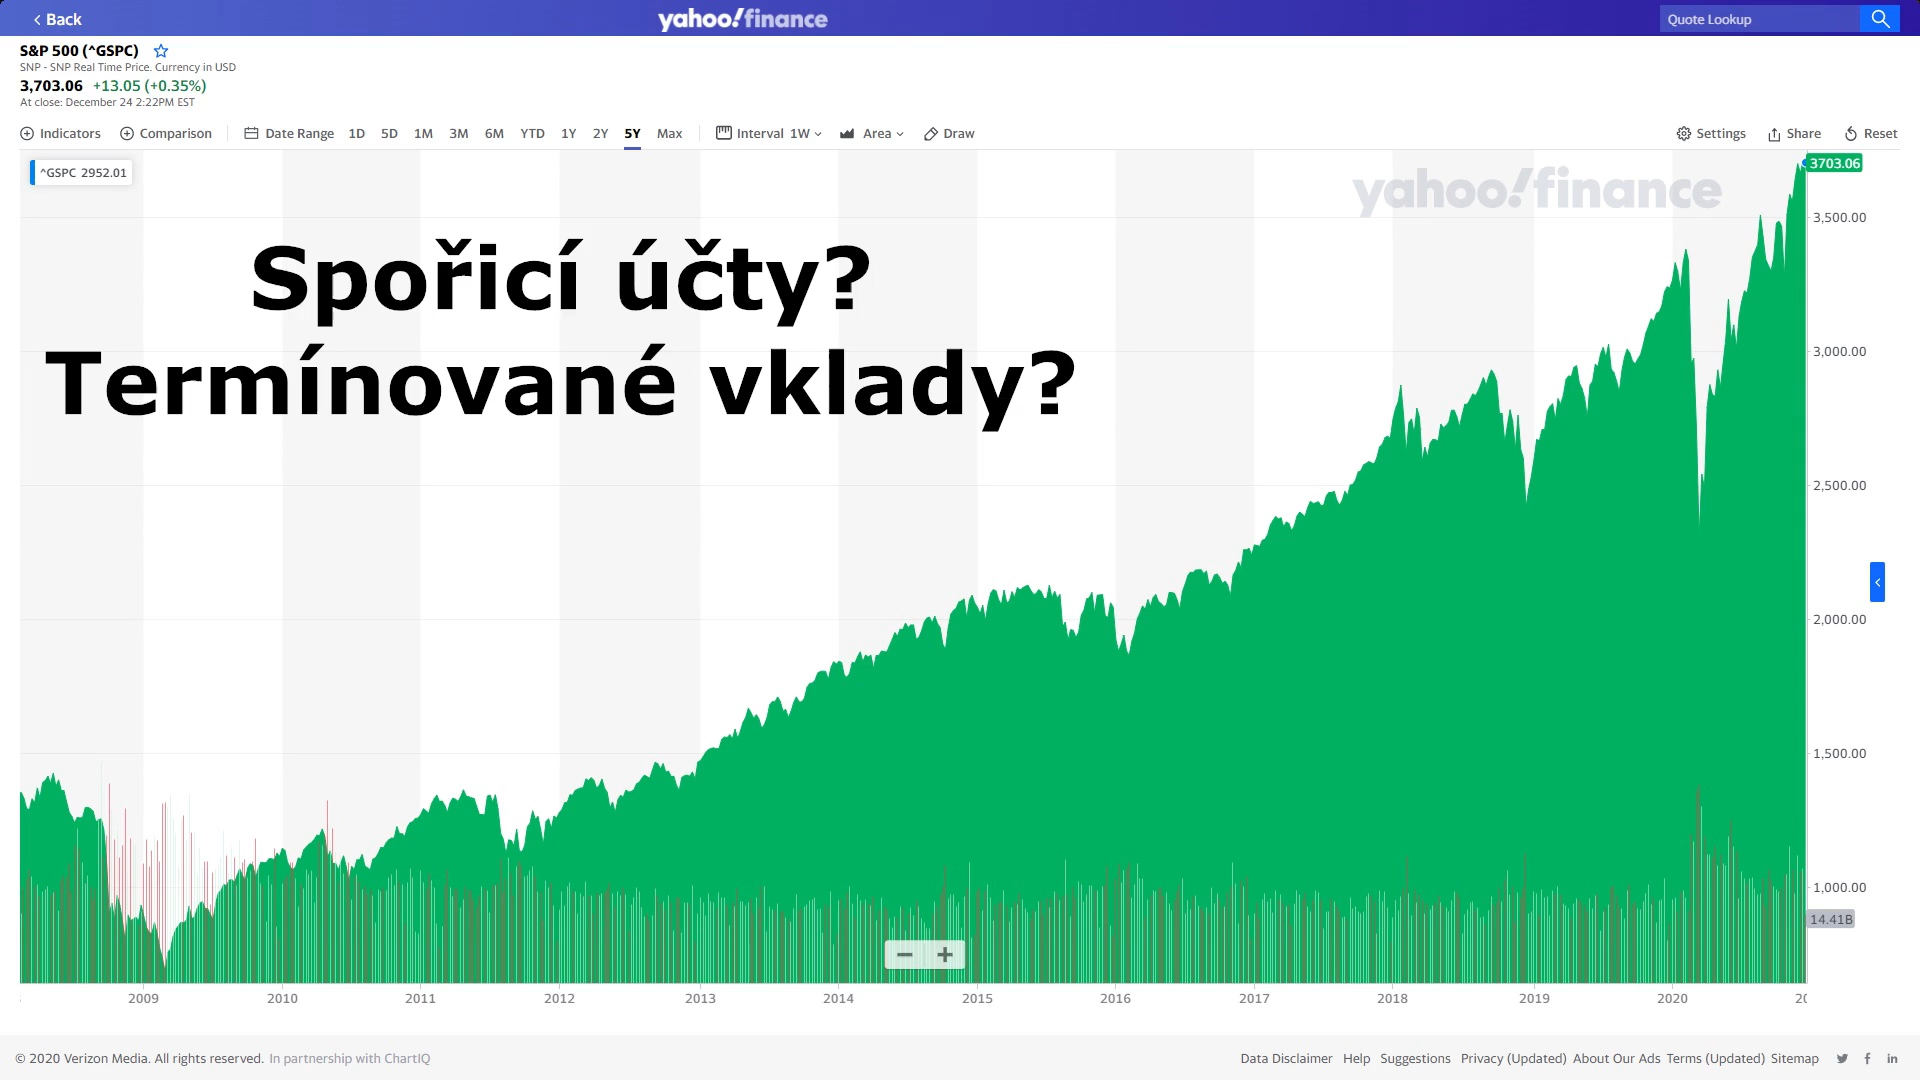 Back
yahoo!finance
Quote Lookup
S&P 500 (^GSPC)
SNP - SNP Real Time Price. Currency in USD
3,703.06 +13.05 (+0.35%)
At close: December 24 2:22PM EST
Indicators Comparison Date Range 1D 5D 1M 3M 6M YTD 1Y 2Y 5Y Max Interval 1W Area Draw Settings Share Reset
^GSPC 2952.01
yahoo!finance
3703.06
3,500.00
Spořicí účty?
Termínované vklady?
3,000.00
2,500.00
2,000.00
1,500.00
1,000.00
14.41B
2009 2010 2011 2012 2013 2014 2015 2016 2017 2018 2019 2020
© 2020 Verizon Media. All rights reserved. In partnership with ChartIQ
Data Disclaimer Help Suggestions Privacy (Updated) About Our Ads Terms (Updated) Sitemap